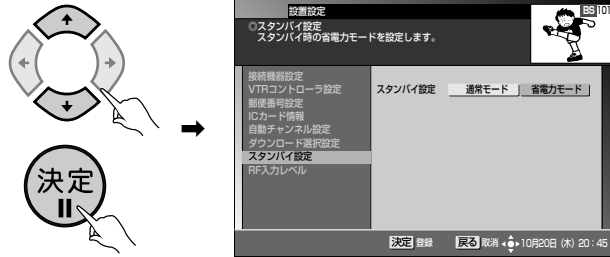 決定
設置設定
BS 101
◎スタンバイ設定
スタンバイ時の省電力モードを設定します。
接続機器設定
VTRコントローラ設定
郵便番号設定
ICカード情報
自動チャンネル設定
ダウンロード選択設定
スタンバイ設定
RF入力レベル
スタンバイ設定 通常モード 省電力モード
決定 登録 戻る 取消 10月20日 (木) 20:45